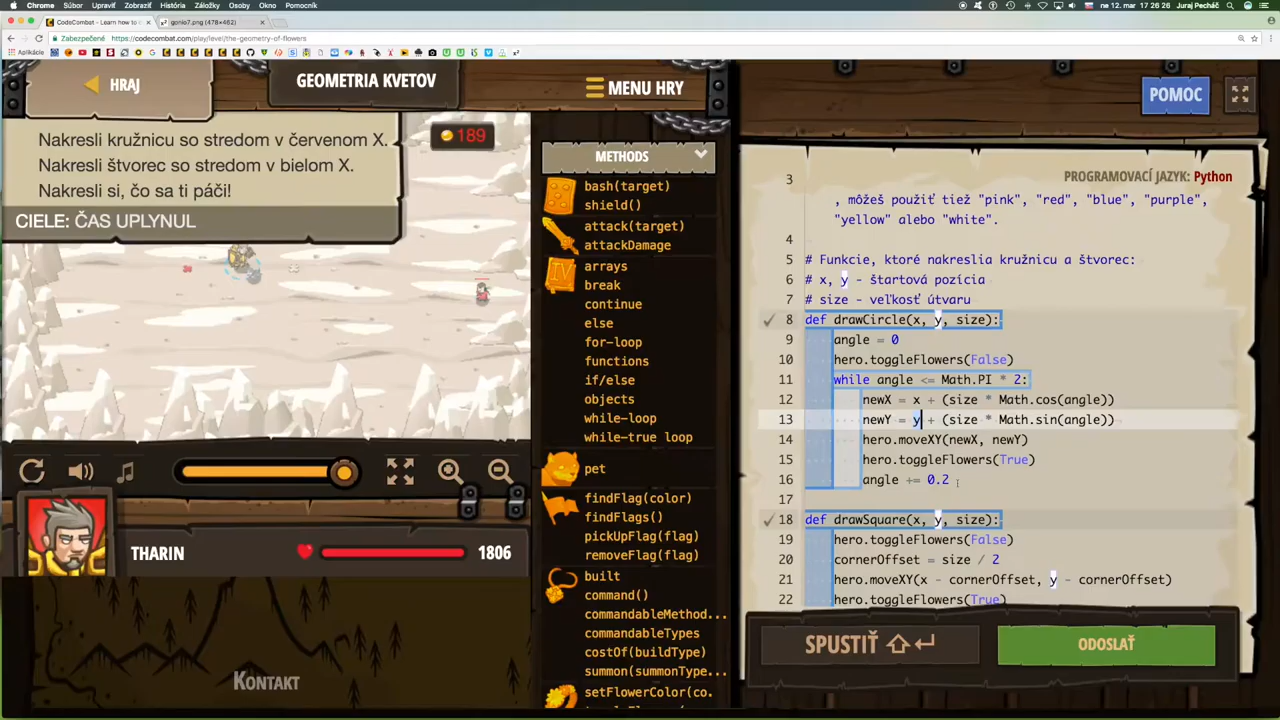 Chrome Súbor Upraviť Zobraziť História Záložky Osoby Okno Pomocník
ne 12. mar 17 26 26 Juraj Pecháč
CodeCombat - Learn how to
gonio7.png (478×462)
Zabezpečené https://codecombat.com/play/level/the-geometry-of-flowers
Aplikácie
HRAJ
GEOMETRIA KVETOV
MENU HRY
POMOC
Nakresli kružnicu so stredom v červenom X.
Nakresli štvorec so stredom v bielom X.
Nakresli si, čo sa ti páči!
CIELE: ČAS UPLYNUL
189
METHODS
bash(target)
shield()
attack(target)
attackDamage
arrays
break
continue
else
for-loop
functions
if/else
objects
while-loop
while-true loop
pet
findFlag(color)
findFlags()
pickUpFlag(flag)
removeFlag(flag)
built
command()
commandableMethod...
commandableTypes
costOf(buildType)
summon(summonType...
setFlowerColor(co.
PROGRAMOVACÍ JAZYK: Python
3
, môžeš použiť tiež "pink", "red", "blue", "purple",
"yellow" alebo "white".
4
5 # Funkcie, ktoré nakreslia kružnicu a štvorec:
6 # x, y - štartová pozícia
7 # size - veľkosť útvaru
8 def drawCircle(x, y, size):
9 angle = 0
10 hero.toggleFlowers(False)
11 while angle <= Math.PI * 2:
12 newX = x + (size * Math.cos(angle))
13 newY = y + (size * Math.sin(angle))
14 hero.moveXY(newX, newY)
15 hero.toggleFlowers(True)
16 angle += 0.2
17
18 def drawSquare(x, y, size):
19 hero.toggleFlowers(False)
20 cornerOffset = size / 2
21 hero.moveXY(x - cornerOffset, y - cornerOffset)
22 hero.toggleFlowers(True)
THARIN
1806
KONTAKT
SPUSTIŤ
ODOSLAŤ